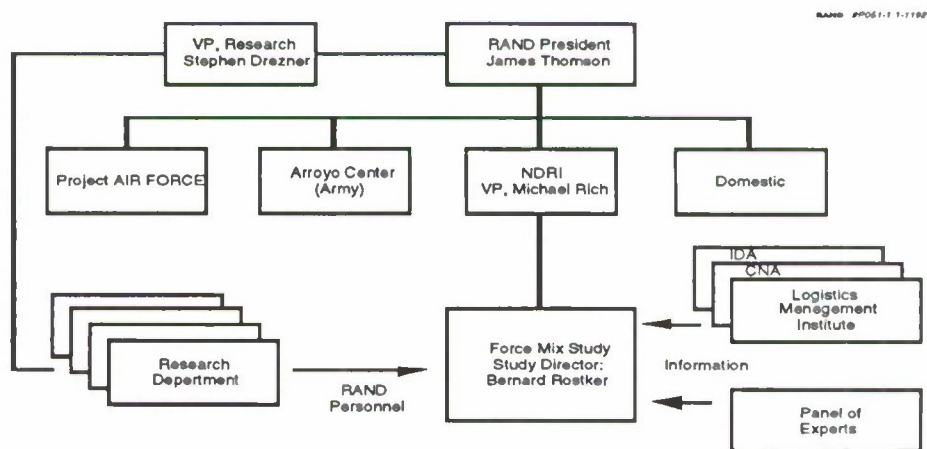 RAND
VP, Research
Stephen Drezner
RAND President
James Thomson
Project AIR FORCE
Arroyo Center
(Army)
NDRI
VP, Michael Rich
Domestic
IDA
CNA
Logistics
Management
Institute
Research
Department
RAND
Personnel
Force Mix Study
Study Director:
Bernard Rostker
Information
Panel of
Experts